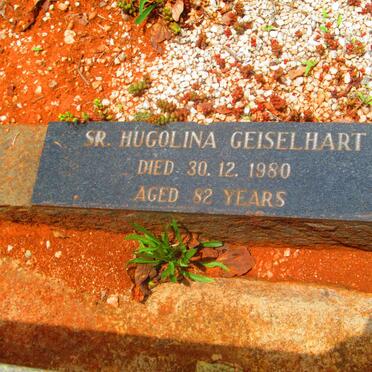 SR. HUGOLINA GEISELHART
DIED 30.12.1980
AGED 82 YEARS